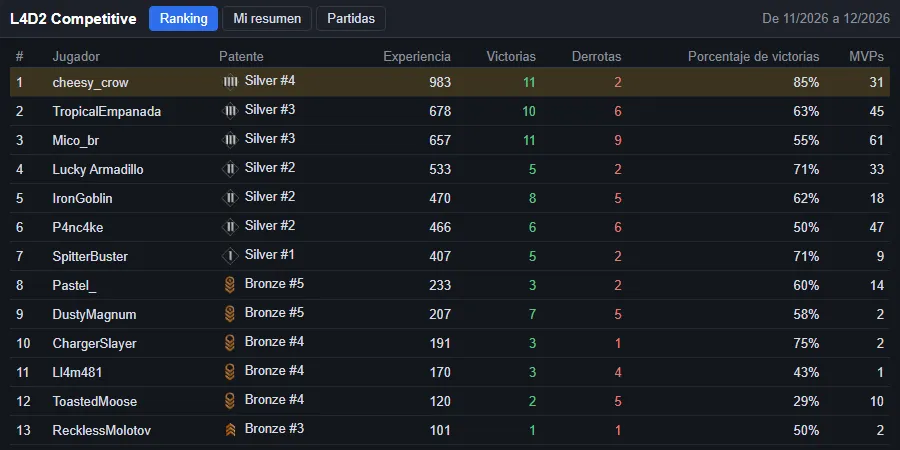 L4D2 Competitive Ranking Mi resumen Partidas De 11/2026 a 12/2026
# Jugador Patente Experiencia Victorias Derrotas Porcentaje de victorias MVPs
1 cheesy_crow Silver #4 983 11 2 85% 31
2 TropicalEmpanada Silver #3 678 10 6 63% 45
3 Mico_br Silver #3 657 11 9 55% 61
4 Lucky Armadillo Silver #2 533 5 2 71% 33
5 IronGoblin Silver #2 470 8 5 62% 18
6 P4nc4ke Silver #2 466 6 6 50% 47
7 SpitterBuster Silver #1 407 5 2 71% 9
8 Pastel_ Bronze #5 233 3 2 60% 14
9 DustyMagnum Bronze #5 207 7 5 58% 2
10 ChargerSlayer Bronze #4 191 3 1 75% 2
11 Ll4m481 Bronze #4 170 3 4 43% 1
12 ToastedMoose Bronze #4 120 2 5 29% 10
13 RecklessMolotov Bronze #3 101 1 1 50% 2